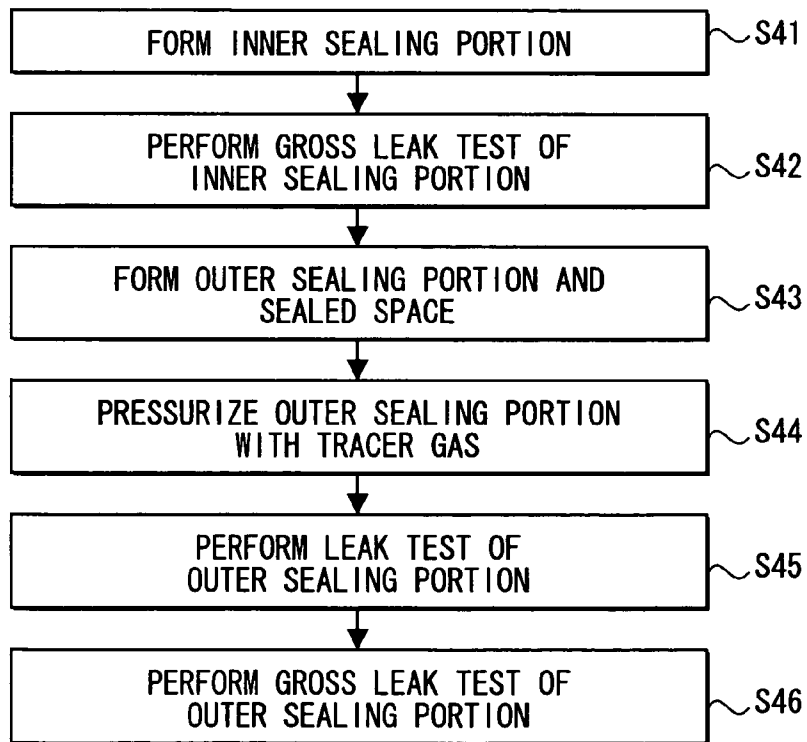 FORM INNER SEALING PORTION
S41
PERFORM GROSS LEAK TEST OF
INNER SEALING PORTION
S42
FORM OUTER SEALING PORTION AND
SEALED SPACE
S43
PRESSURIZE OUTER SEALING PORTION
WITH TRACER GAS
S44
PERFORM LEAK TEST OF
OUTER SEALING PORTION
S45
PERFORM GROSS LEAK TEST OF
OUTER SEALING PORTION
S46